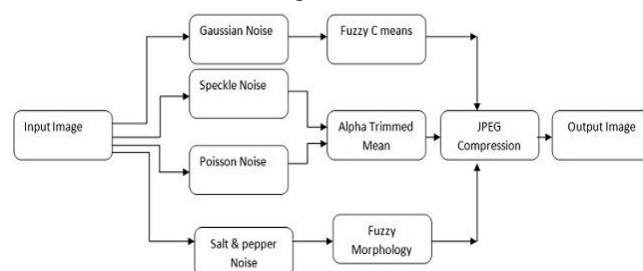 Gaussian Noise
Fuzzy C means
Speckle Noise
Input Image
Alpha Trimmed
Mean
JPEG
Compression
Output Image
Poisson Noise
Salt & pepper
Noise
Fuzzy
Morphology